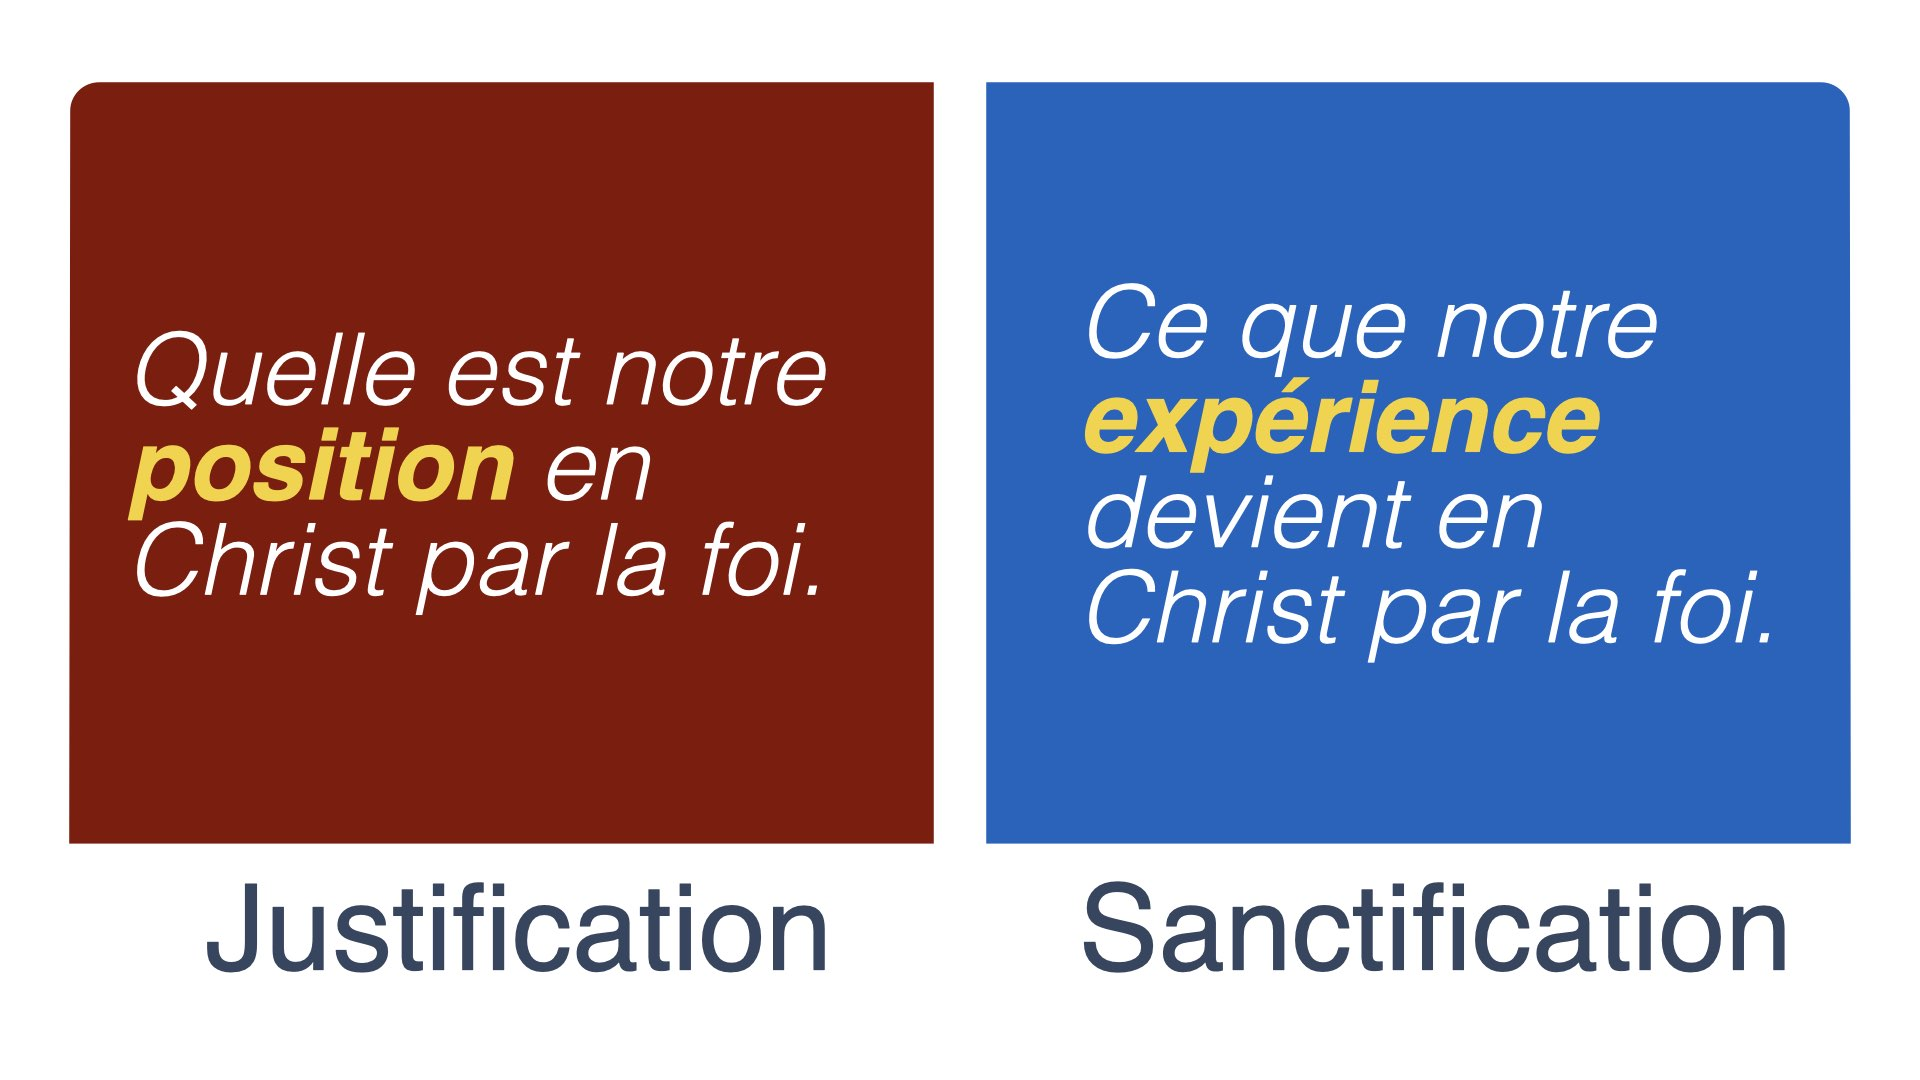 Quelle est notre
position en
Christ par la foi.
Justification
Ce que notre
expérience
devient en
Christ par la foi.
Sanctification